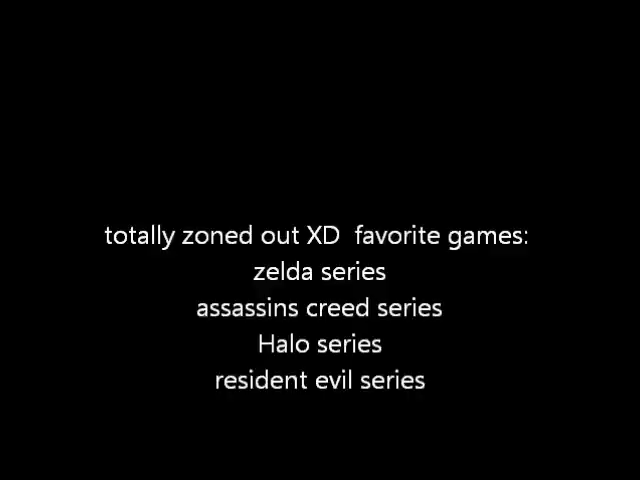 totally zoned out XD  favorite games:
zelda series
assassins creed series
Halo series
resident evil series